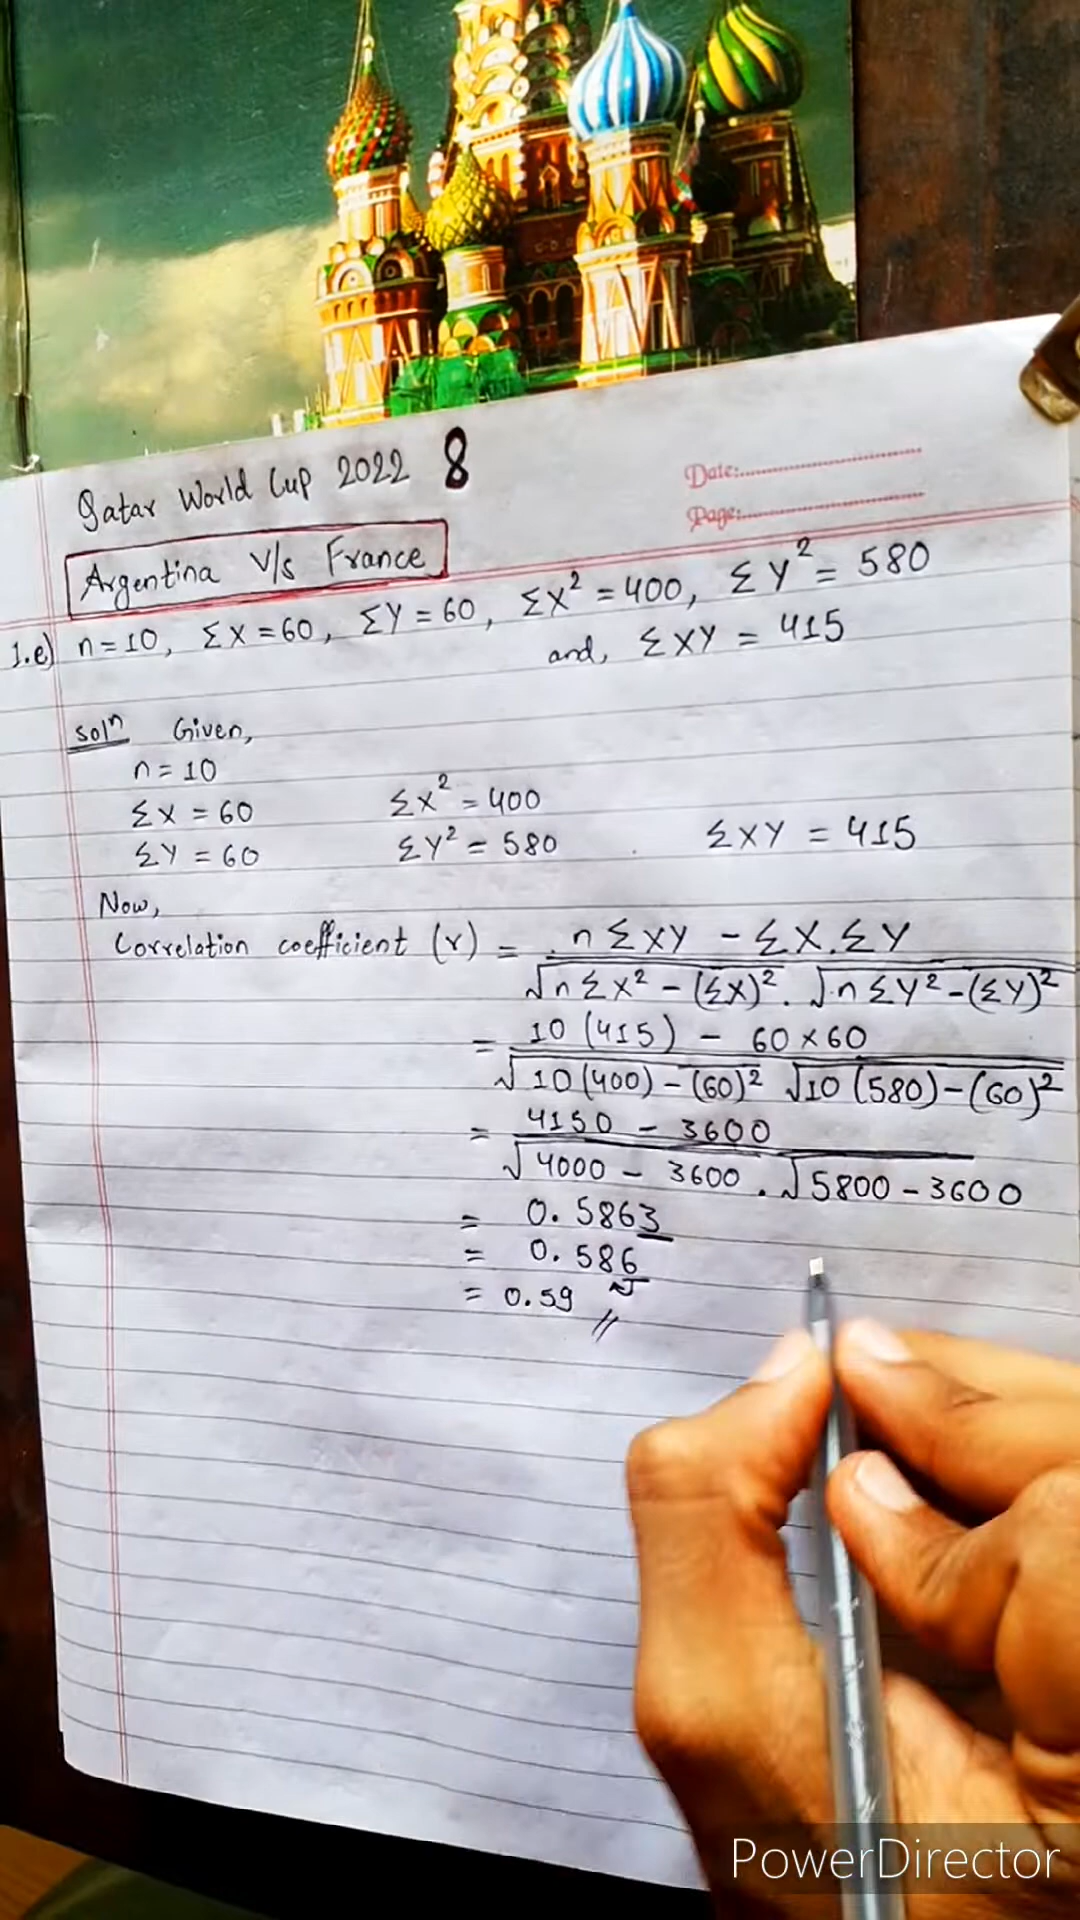 Qatar World Cup 2022 8
Date:
Page:
Argentina V/s France
1.e) n=10, ΣX=60, ΣY=60, ΣX²=400, ΣY²=580
and, ΣXY = 415
Solⁿ Given,
n=10
ΣX = 60 ΣX² = 400
ΣY = 60 ΣY² = 580 ΣXY = 415
Now,
Correlation coefficient (r) = nΣXY - ΣX.ΣY
√nΣX² - (ΣX)² . √nΣY² - (ΣY)²
= 10 (415) - 60×60
√10(400) - (60)² √10(580) - (60)²
= 4150 - 3600
√4000 - 3600 . √5800 - 3600
= 0.5863
= 0.586
= 0.59 //
PowerDirector